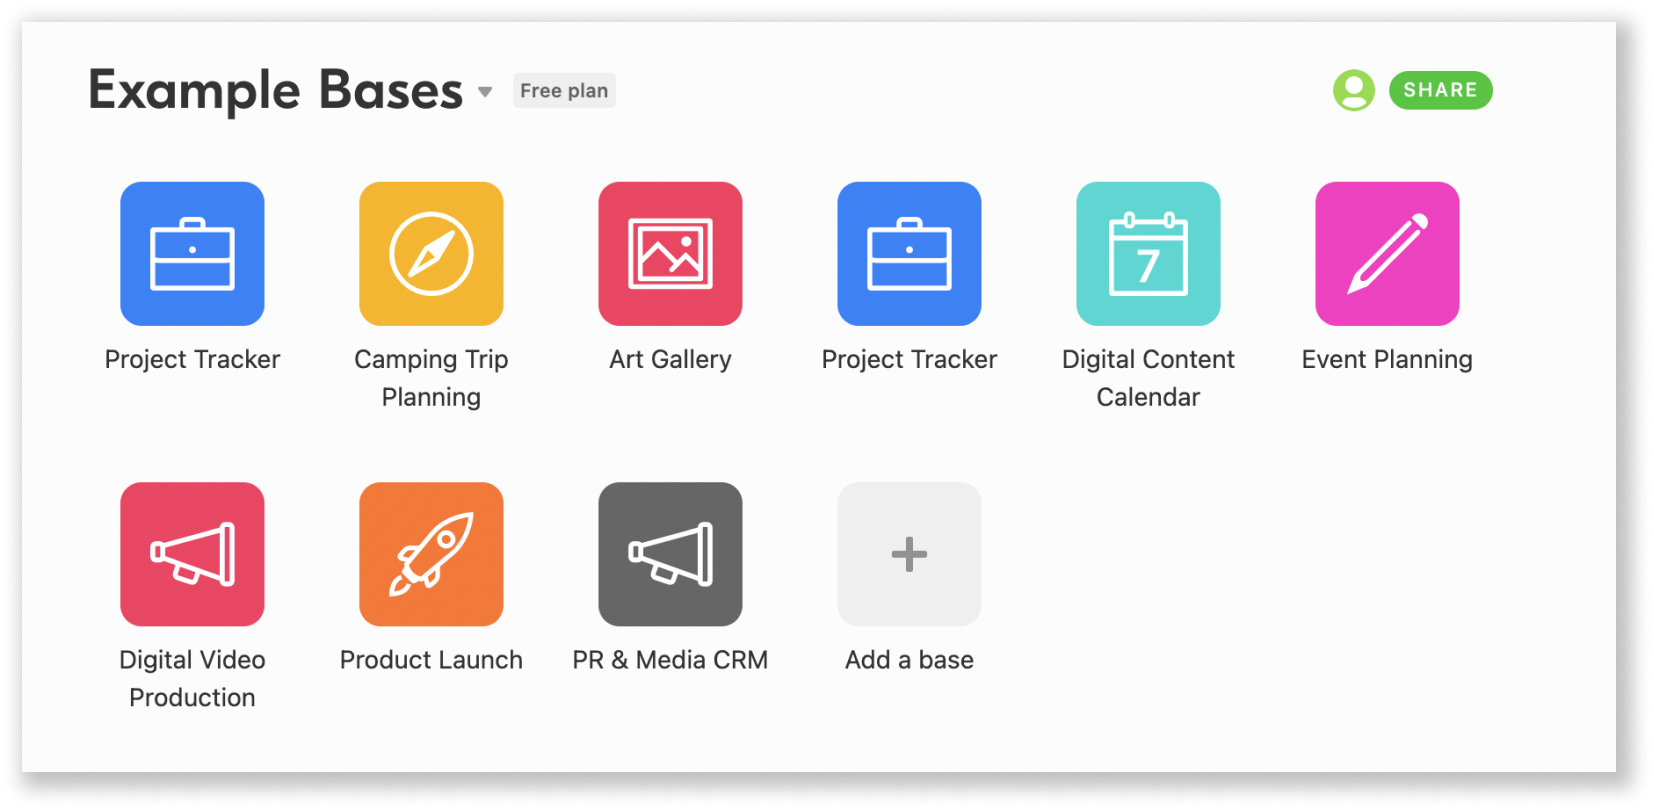 Example Bases
Free plan
SHARE
7
Project Tracker
Camping Trip
Planning
Art Gallery
Project Tracker
Digital Content
Calendar
Event Planning
Digital Video
Production
Product Launch
PR & Media CRM
Add a base